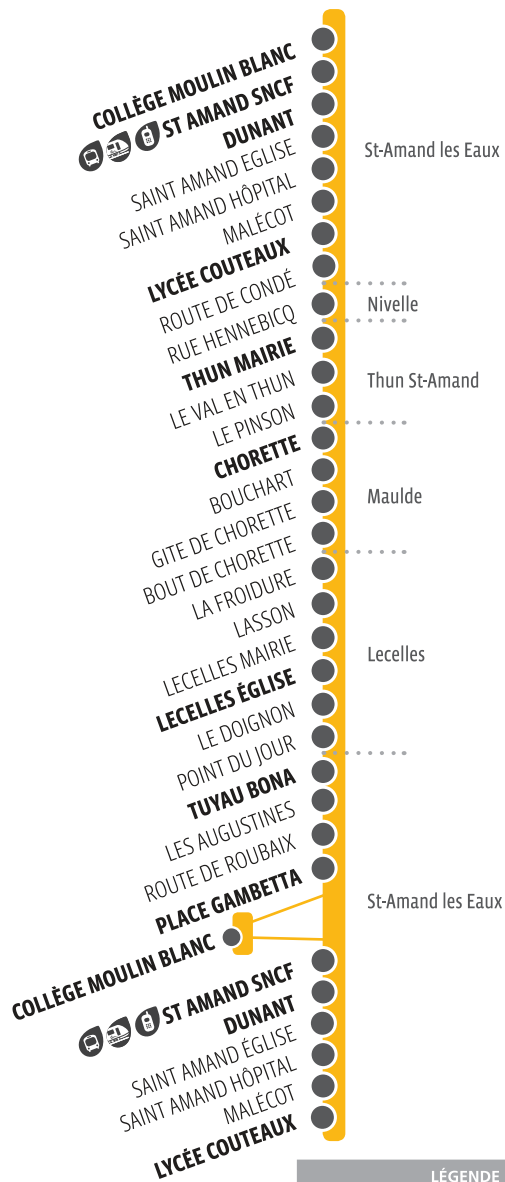 COLLÈGE MOULIN BLANC
ST AMAND SNCF
DUNANT
SAINT AMAND EGLISE
SAINT AMAND HÔPITAL
MALÉCOT
LYCÉE COUTEAUX
ROUTE DE CONDÉ
St-Amand les Eaux
RUE HENNEBICQ
Nivelle
THUN MAIRIE
LE VAL EN THUN
LE PINSON
Thun St-Amand
CHORETTE
BOUCHART
GITE DE CHORETTE
BOUT DE CHORETTE
Maulde
LA FROIDURE
LASSON
LECELLES MAIRIE
LECELLES ÉGLISE
LE DOIGNON
POINT DU JOUR
Lecelles
TUYAU BONA
LES AUGUSTINES
ROUTE DE ROUBAIX
PLACE GAMBETTA
COLLÈGE MOULIN BLANC
St-Amand les Eaux
ST AMAND SNCF
DUNANT
SAINT AMAND ÉGLISE
SAINT AMAND HÔPITAL
MALÉCOT
LYCÉE COUTEAUX
LÉGENDE